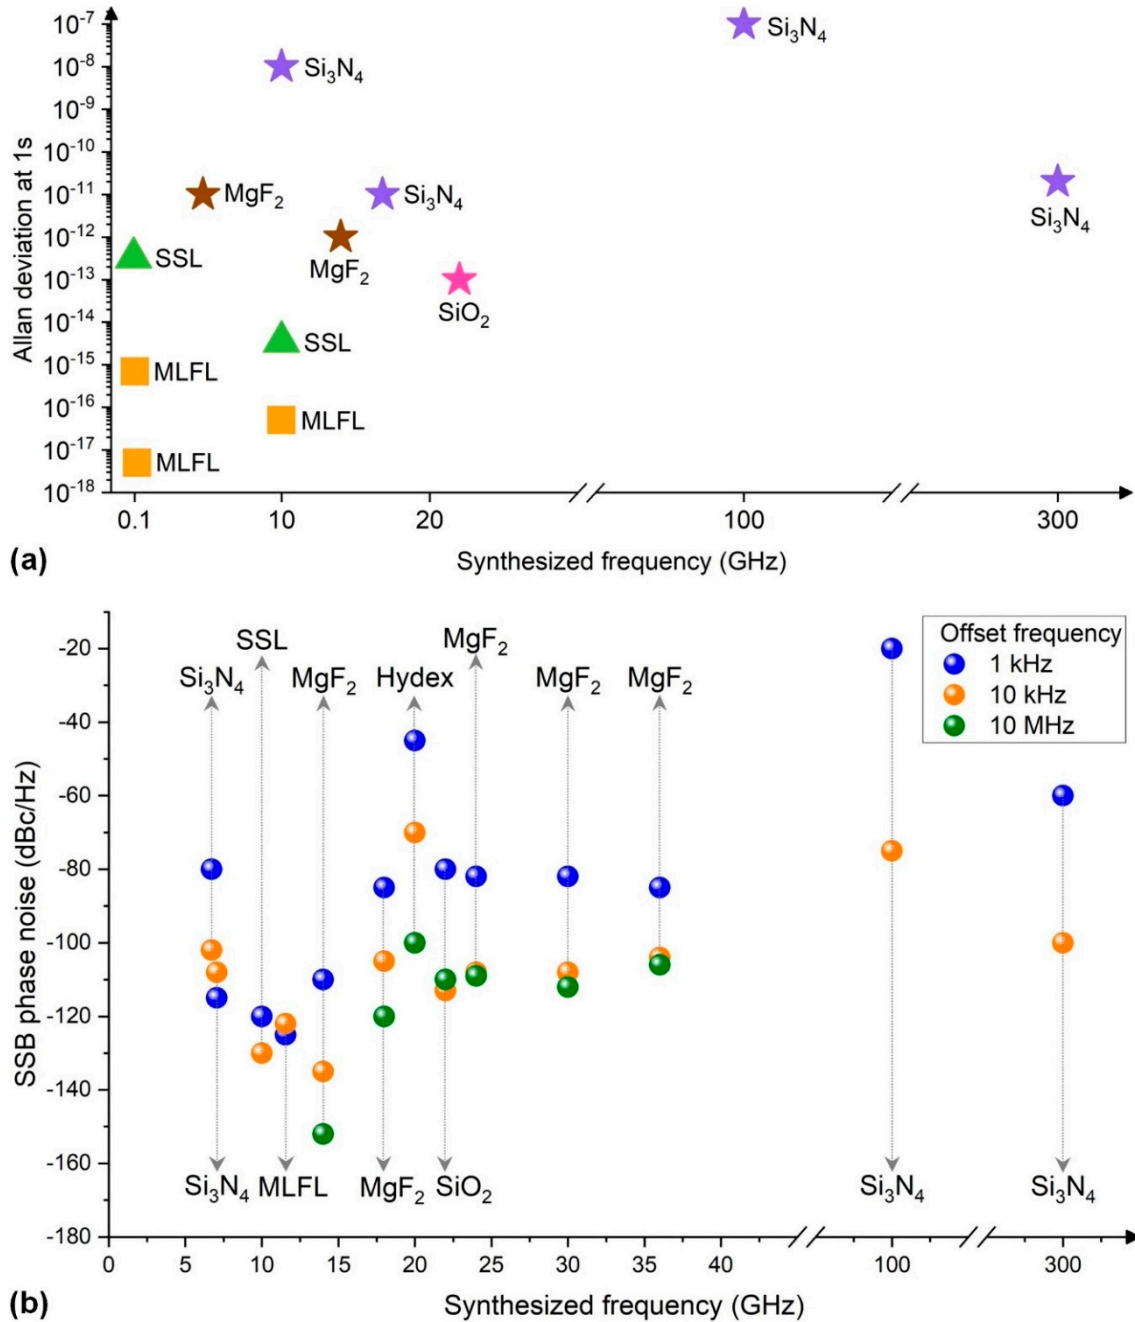 10⁻⁷
10⁻⁸
10⁻⁹
10⁻¹⁰
10⁻¹¹
10⁻¹²
10⁻¹³
10⁻¹⁴
10⁻¹⁵
10⁻¹⁶
10⁻¹⁷
10⁻¹⁸
Allan deviation at 1s
Si₃N₄
Si₃N₄
MgF₂
Si₃N₄
Si₃N₄
SSL
MgF₂
SiO₂
SSL
MLFL
MLFL
MLFL
0.1
10
20
100
300
(a)
Synthesized frequency (GHz)
SSL
MgF₂
Si₃N₄
MgF₂
Hydex
MgF₂
MgF₂
Offset frequency
1 kHz
10 kHz
10 MHz
-20
-40
-60
-80
-100
-120
-140
-160
-180
SSB phase noise (dBc/Hz)
Si₃N₄
MLFL
MgF₂
SiO₂
Si₃N₄
Si₃N₄
0
5
10
15
20
25
30
35
40
100
300
(b)
Synthesized frequency (GHz)